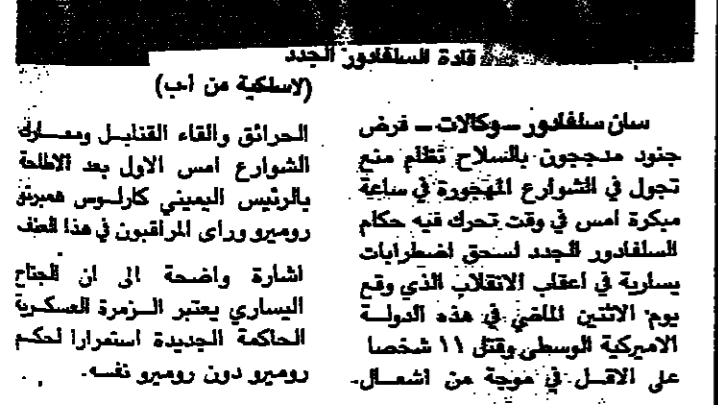 قادة السلفادور الجدد
(لاسلكية من أ.ب)
سان سلفادور ــ وكالات ــ فرض
جنود مدججون بالسلاح نظام منع
تجول في الشوارع المهجورة في ساعة
مبكرة امس في وقت تحرك فيه حكام
السلفادور الجدد لسحق اضطرابات
يسارية في اعقاب الانقلاب الذي وقع
يوم الاثنين الماضي في هذه الدولة
الاميركية الوسطى وقتل ١١ شخصا
على الاقل في موجة من اشعال
الحرائق والقاء القنابل ومعارك
الشوارع امس الاول بعد الاطاحة
بالرئيس اليميني كارلوس همبرتو
روميرو وراى المراقبون في هذا العنف
اشارة واضحة الى ان الجناح
اليساري يعتبر الزمرة العسكرية
الحاكمة الجديدة استمرارا لحكم
روميرو دون روميرو نفسه.